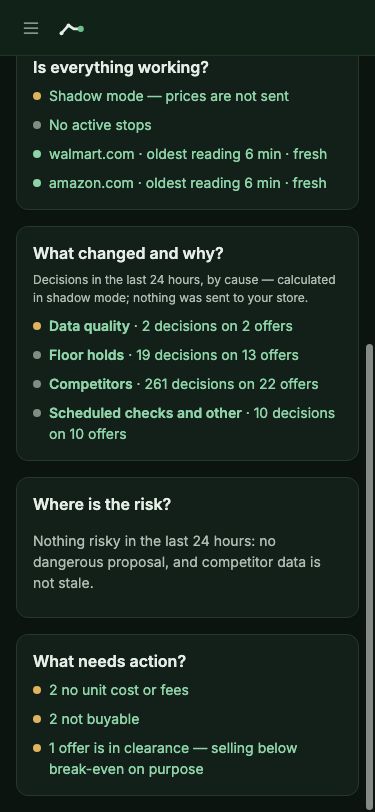 Is everything working?
Shadow mode — prices are not sent
No active stops
walmart.com · oldest reading 6 min · fresh
amazon.com · oldest reading 6 min · fresh
What changed and why?
Decisions in the last 24 hours, by cause — calculated
in shadow mode; nothing was sent to your store.
Data quality · 2 decisions on 2 offers
Floor holds · 19 decisions on 13 offers
Competitors · 261 decisions on 22 offers
Scheduled checks and other · 10 decisions
on 10 offers
Where is the risk?
Nothing risky in the last 24 hours: no
dangerous proposal, and competitor data is
not stale.
What needs action?
2 no unit cost or fees
2 not buyable
1 offer is in clearance — selling below
break-even on purpose